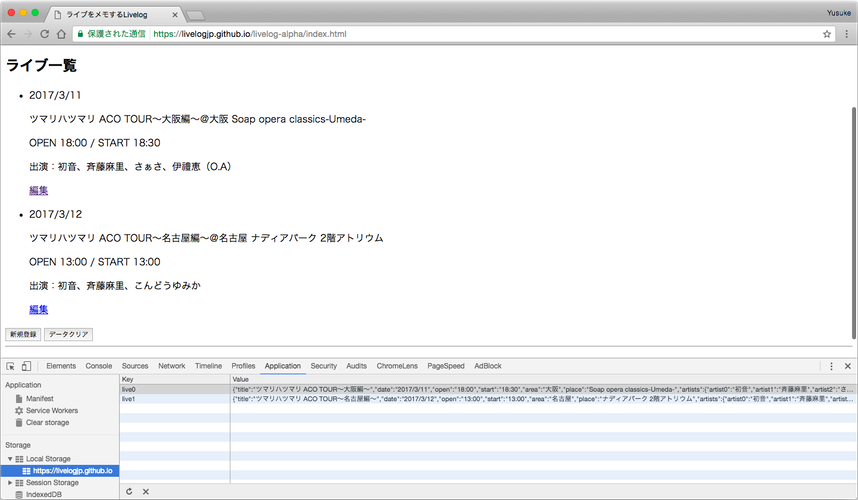 ライブをメモするLivelog
Yusuke
保護された通信 https://livelogjp.github.io/livelog-alpha/index.html
ライブ一覧
2017/3/11
ツマリハツマリ ACO TOUR〜大阪編〜@大阪 Soap opera classics-Umeda-
OPEN 18:00 / START 18:30
出演：初音、斉藤麻里、さぁさ、伊禮恵（O.A）
編集
2017/3/12
ツマリハツマリ ACO TOUR〜名古屋編〜@名古屋 ナディアパーク 2階アトリウム
OPEN 13:00 / START 13:00
出演：初音、斉藤麻里、こんどうゆみか
編集
新規登録 データクリア
Elements Console Sources Network Timeline Profiles Application Security Audits ChromeLens PageSpeed AdBlock
Application
Manifest
Service Workers
Clear storage
Storage
Local Storage
https://livelogjp.github.io
Session Storage
IndexedDB
Key Value
live0 {"title":"ツマリハツマリ ACO TOUR〜大阪編〜","date":"2017/3/11","open":"18:00","start":"18:30","area":"大阪","place":"Soap opera classics-Umeda-","artists":{"artist0":"初音","artist1":"斉藤麻里","artist2":"さ...
live1 {"title":"ツマリハツマリ ACO TOUR〜名古屋編〜","date":"2017/3/12","open":"13:00","start":"13:00","area":"名古屋","place":"ナディアパーク 2階アトリウム","artists":{"artist0":"初音","artist1":"斉藤麻里","artist...